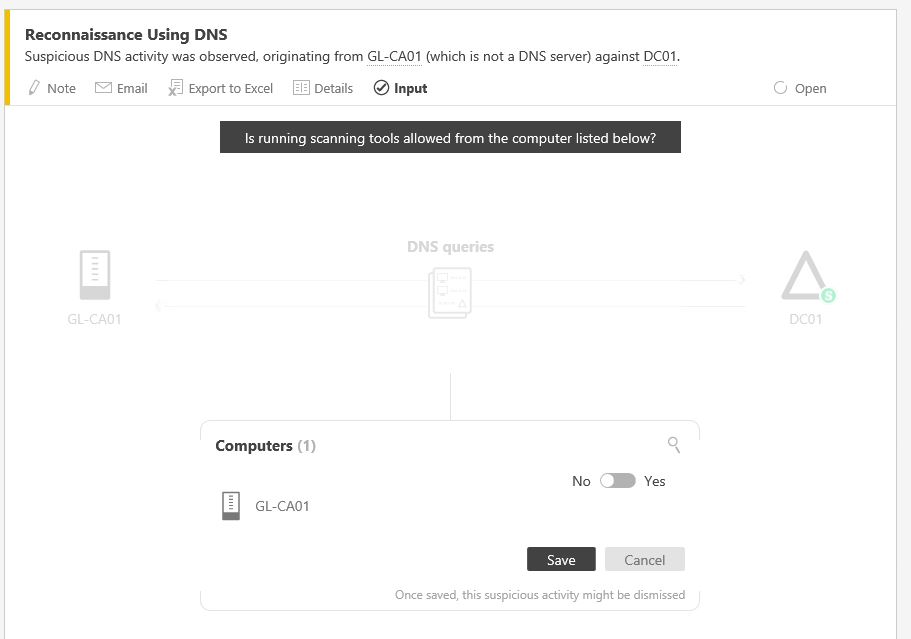 Reconnaissance Using DNS
Suspicious DNS activity was observed, originating from GL-CA01 (which is not a DNS server) against DC01.
Note Email Export to Excel Details Input Open
Is running scanning tools allowed from the computer listed below?
DNS queries
GL-CA01
S
DC01
Computers (1)
No Yes
GL-CA01
Save Cancel
Once saved, this suspicious activity might be dismissed